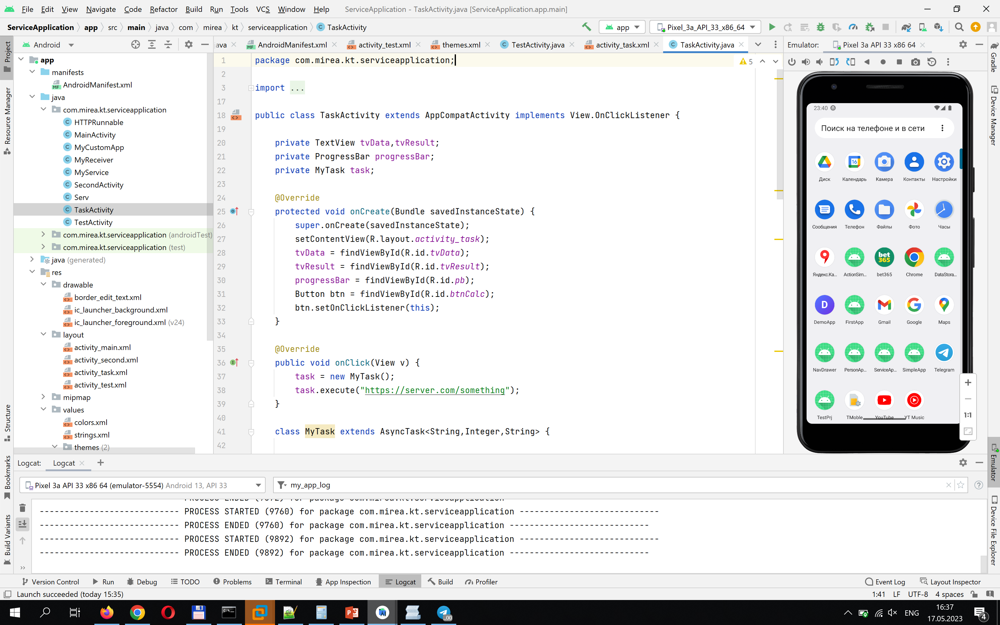 File Edit View Navigate Code Refactor Build Run Tools VCS Window Help ServiceApplication - TaskActivity.java [ServiceApplication.app.main]
ServiceApplication app src main java com mirea kt serviceapplication TaskActivity app Pixel_3a_API_33_x86_64
Android
java AndroidManifest.xml activity_test.xml themes.xml TestActivity.java activity_task.xml TaskActivity.java
Emulator: Pixel 3a API 33 x86 64
Project
Resource Manager
Structure
Bookmarks
Build Variants
app
manifests
AndroidManifest.xml
java
com.mirea.kt.serviceapplication
HTTPRunnable
MainActivity
MyCustomApp
MyReceiver
MyService
SecondActivity
Serv
TaskActivity
TestActivity
com.mirea.kt.serviceapplication (androidTest)
com.mirea.kt.serviceapplication (test)
java (generated)
res
drawable
border_edit_text.xml
ic_launcher_background.xml
ic_launcher_foreground.xml (v24)
layout
activity_main.xml
activity_second.xml
activity_task.xml
activity_test.xml
mipmap
values
colors.xml
strings.xml
themes (2)
1 package com.mirea.kt.serviceapplication;
5
2
3 import ...
17
18 public class TaskActivity extends AppCompatActivity implements View.OnClickListener {
19
20 private TextView tvData,tvResult;
21 private ProgressBar progressBar;
22 private MyTask task;
23
24 @Override
25 protected void onCreate(Bundle savedInstanceState) {
26 super.onCreate(savedInstanceState);
27 setContentView(R.layout.activity_task);
28 tvData = findViewById(R.id.tvData);
29 tvResult = findViewById(R.id.tvResult);
30 progressBar = findViewById(R.id.pb);
31 Button btn = findViewById(R.id.btnCalc);
32 btn.setOnClickListener(this);
33 }
34
35 @Override
36 public void onClick(View v) {
37 task = new MyTask();
38 task.execute("https://server.com/something");
39 }
40
41 class MyTask extends AsyncTask<String,Integer,String> {
42
23:40
Поиск на телефоне и в сети
16
Диск Календарь Камера Контакты Настройки
Сообщения Телефон Файлы Фото Часы
bet365
Яндекс.Ка... ActionSim... bet365 Chrome DataStora...
D
DemoApp FirstApp Gmail Google Maps
NavDrawer PersonAp... ServiceAp... SimpleApp Telegram
TestPrj TMoble YouTube YT Music
1:1
Gradle
Device Manager
Emulator
Device File Explorer
Logcat: Logcat
Pixel 3a API 33 x86 64 (emulator-5554) Android 13, API 33
my_app_log
---------------------------- PROCESS STARTED (9760) for package com.mirea.kt.serviceapplication ----------------------------
---------------------------- PROCESS ENDED (9760) for package com.mirea.kt.serviceapplication ----------------------------
---------------------------- PROCESS STARTED (9892) for package com.mirea.kt.serviceapplication ----------------------------
---------------------------- PROCESS ENDED (9892) for package com.mirea.kt.serviceapplication ----------------------------
Version Control Run Debug TODO Problems Terminal App Inspection Logcat Build Profiler Event Log Layout Inspector
Launch succeeded (today 15:35) 1:41 LF UTF-8 4 spaces
ENG
16:37
17.05.2023
4
..00